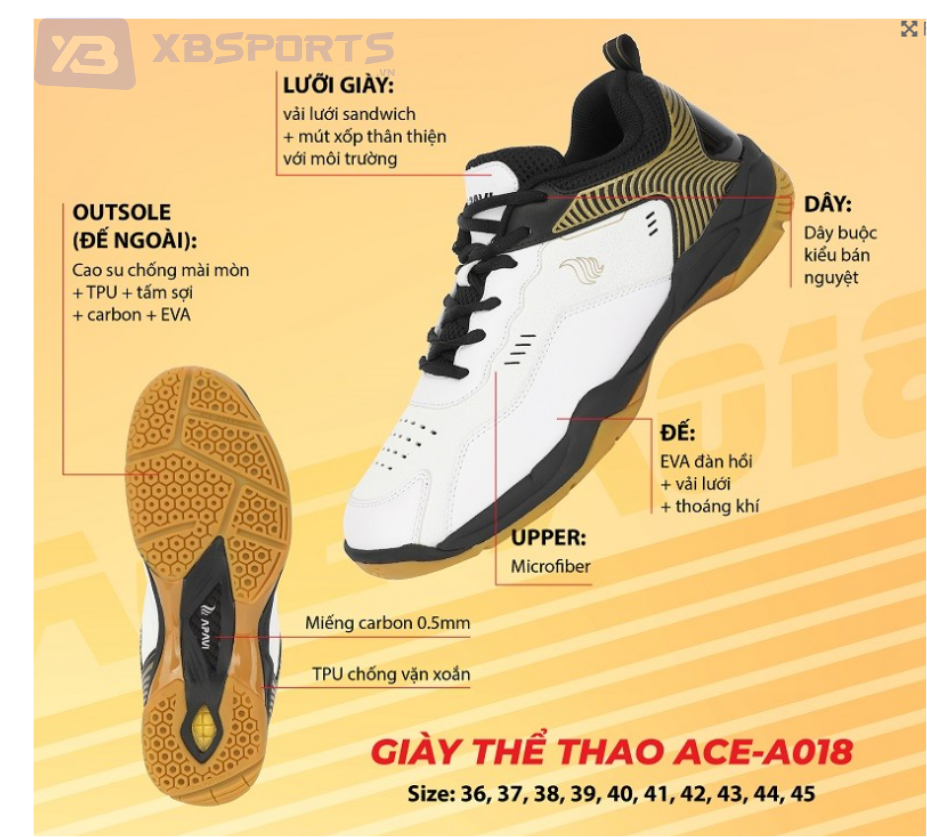 XBSPORTS
.VN
LƯỠI GIÀY:
vải lưới sandwich
+ mút xốp thân thiện
với môi trường
OUTSOLE
(ĐẾ NGOÀI):
Cao su chống mài mòn
+ TPU + tấm sợi
+ carbon + EVA
DÂY:
Dây buộc
kiểu bán
nguyệt
ĐẾ:
EVA đàn hồi
+ vải lưới
+ thoáng khí
UPPER:
Microfiber
Miếng carbon 0.5mm
APAVI
TPU chống vặn xoắn
GIÀY THỂ THAO ACE-A018
Size: 36, 37, 38, 39, 40, 41, 42, 43, 44, 45